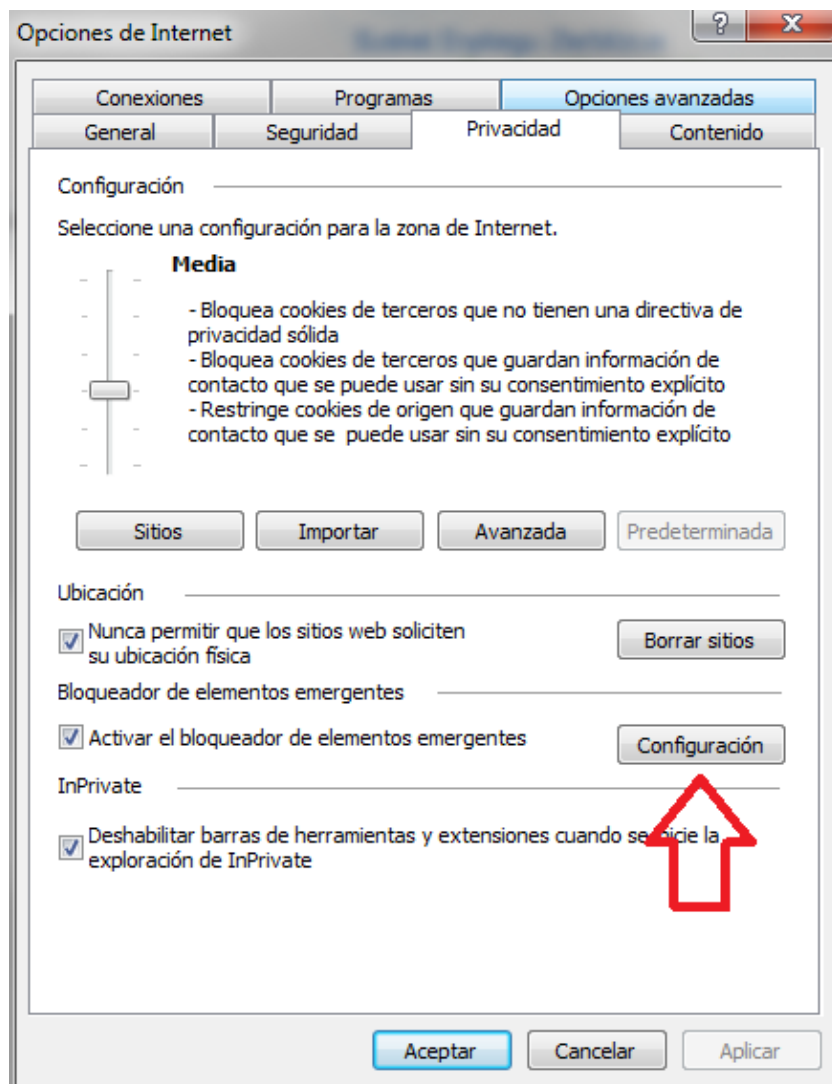 Opciones de Internet
Conexiones Programas Opciones avanzadas
General Seguridad Privacidad Contenido
Configuración
Seleccione una configuración para la zona de Internet.
Media
- Bloquea cookies de terceros que no tienen una directiva de
privacidad sólida
- Bloquea cookies de terceros que guardan información de
contacto que se puede usar sin su consentimiento explícito
- Restringe cookies de origen que guardan información de
contacto que se puede usar sin su consentimiento explícito
Sitios Importar Avanzada Predeterminada
Ubicación
Nunca permitir que los sitios web soliciten
su ubicación física
Borrar sitios
Bloqueador de elementos emergentes
Activar el bloqueador de elementos emergentes
Configuración
InPrivate
Deshabilitar barras de herramientas y extensiones cuando se inicie la
exploración de InPrivate
Aceptar Cancelar Aplicar